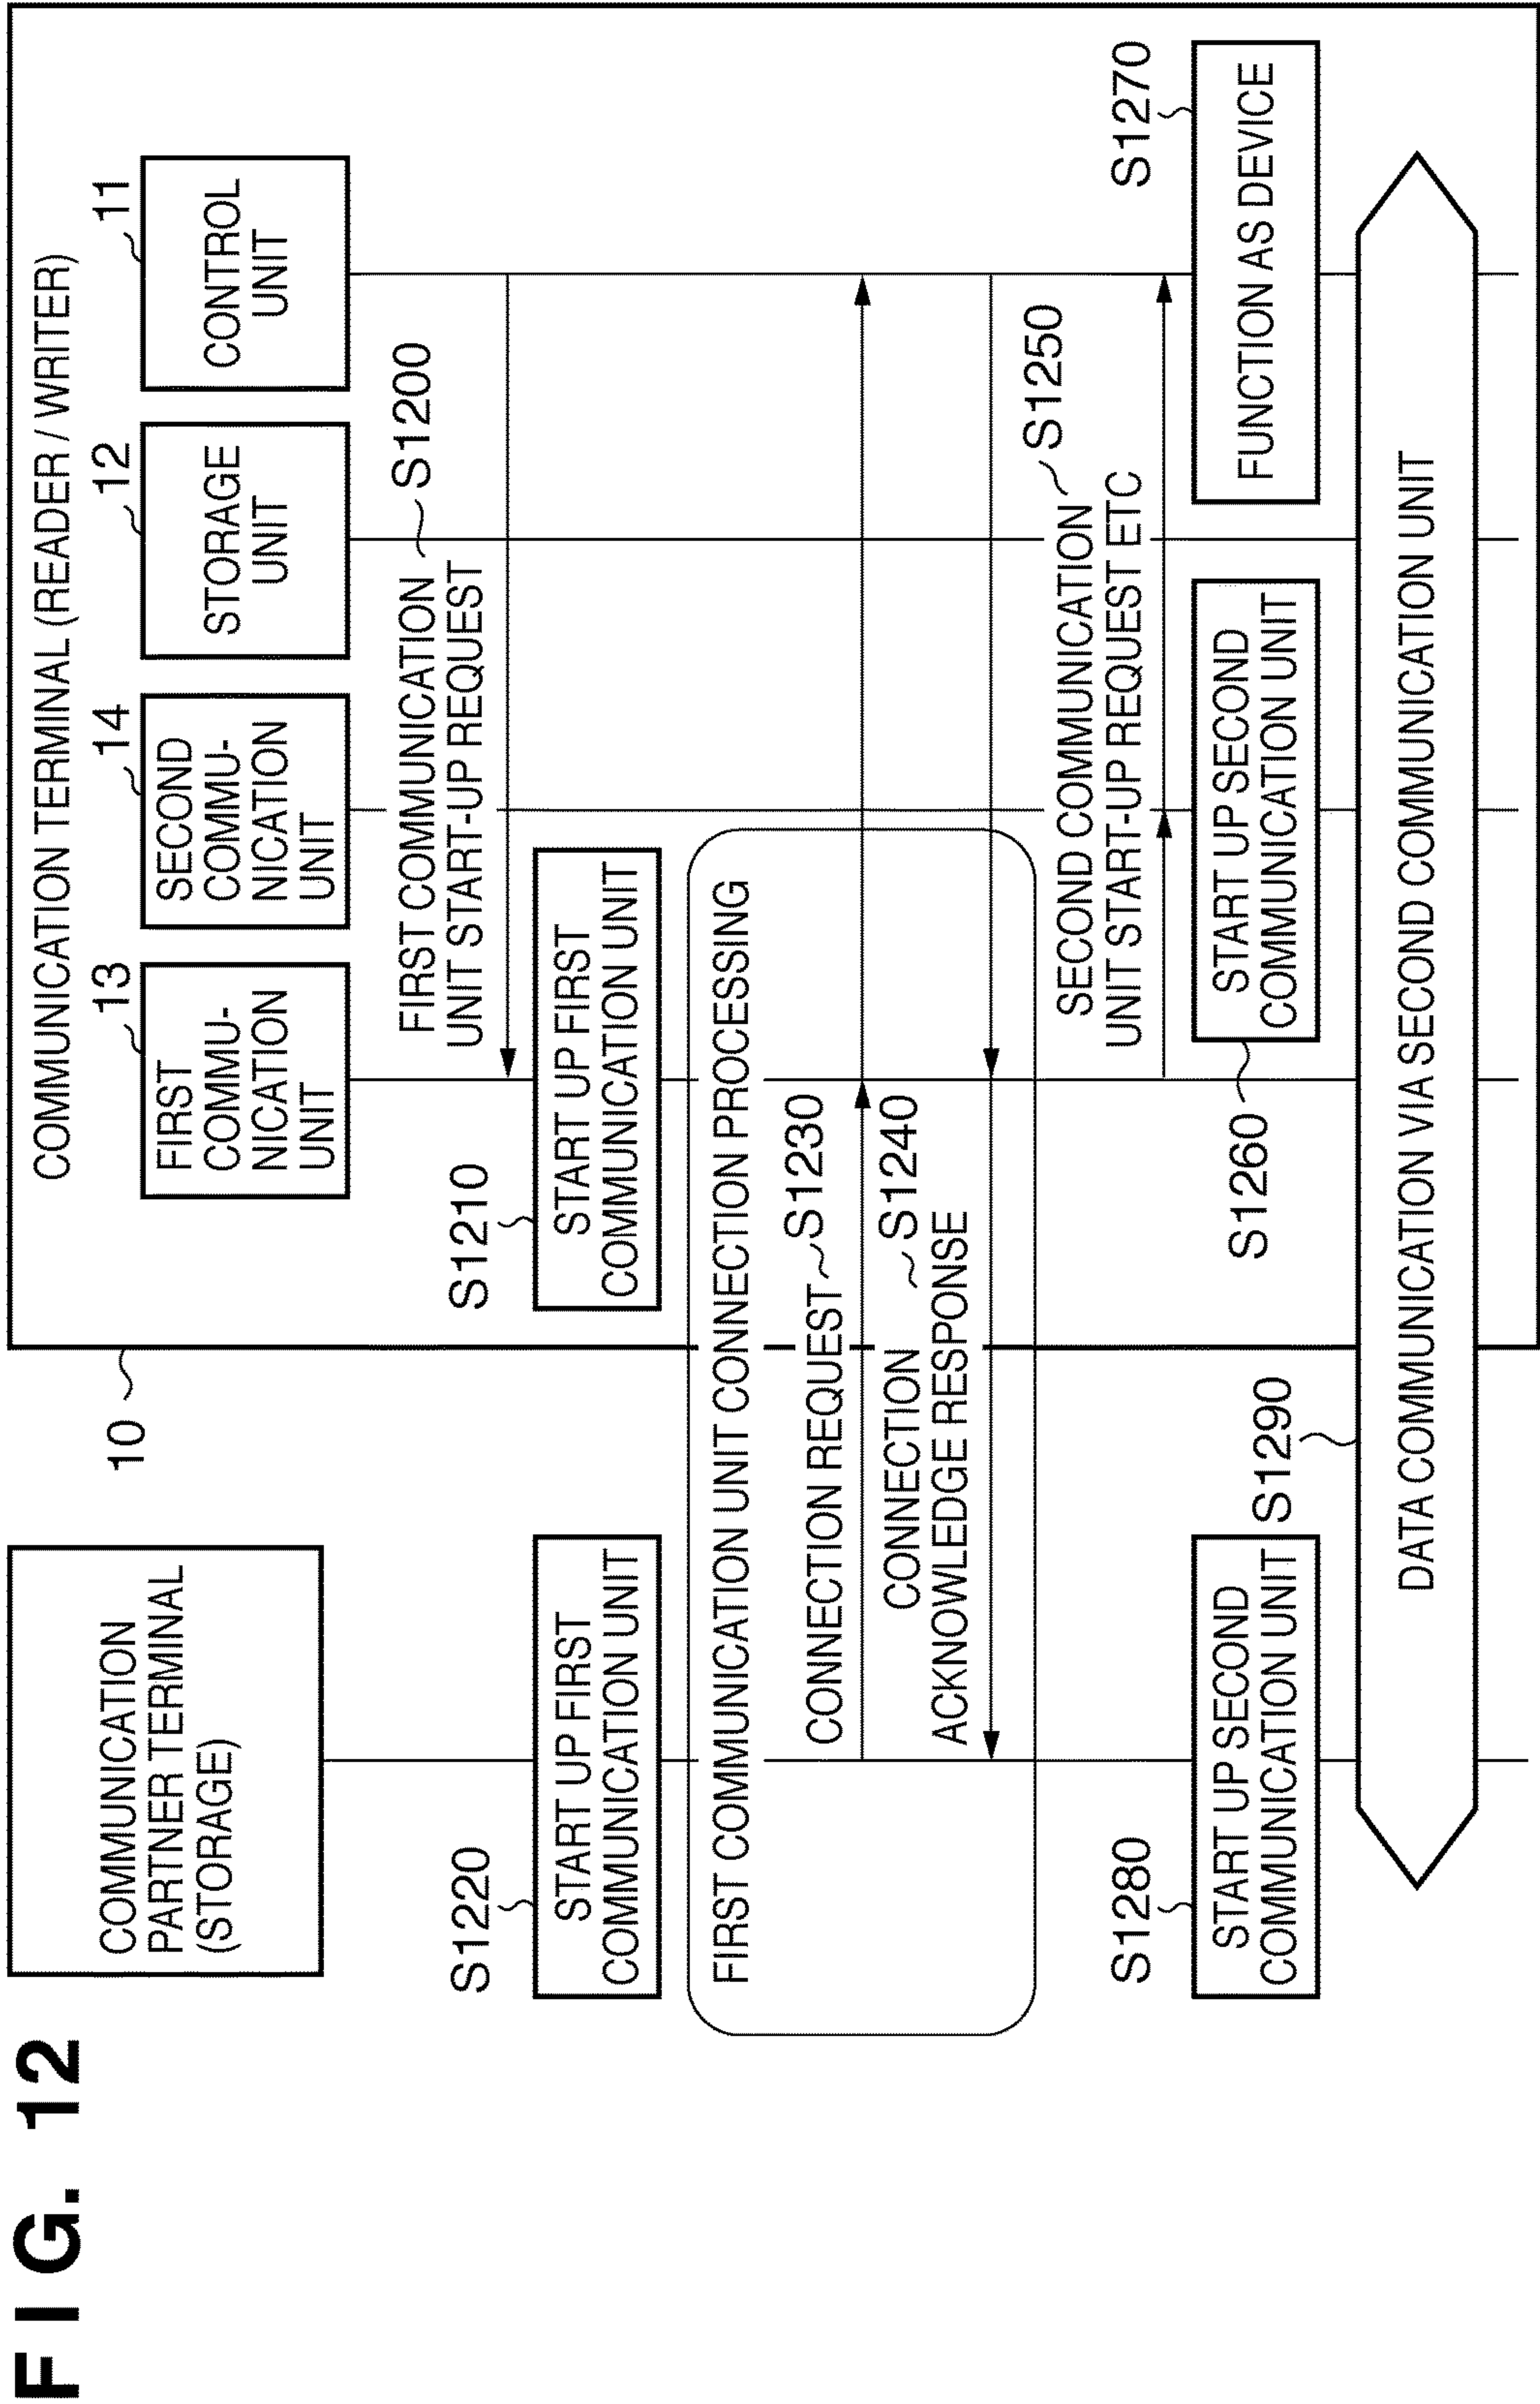 FIG. 12
COMMUNICATION
PARTNER TERMINAL
(STORAGE)
10
COMMUNICATION TERMINAL (READER / WRITER)
13
FIRST
COMMU-
NICATION
UNIT
14
SECOND
COMMU-
NICATION
UNIT
12
STORAGE
UNIT
11
CONTROL
UNIT
FIRST COMMUNICATION
UNIT START-UP REQUEST
S1200
S1220
START UP FIRST
COMMUNICATION UNIT
S1210
START UP FIRST
COMMUNICATION UNIT
FIRST COMMUNICATION UNIT CONNECTION PROCESSING
CONNECTION REQUEST
S1230
CONNECTION
ACKNOWLEDGE RESPONSE
S1240
SECOND COMMUNICATION
UNIT START-UP REQUEST ETC
S1250
S1280
START UP SECOND
COMMUNICATION UNIT
S1260
START UP SECOND
COMMUNICATION UNIT
S1270
FUNCTION AS DEVICE
S1290
DATA COMMUNICATION VIA SECOND COMMUNICATION UNIT